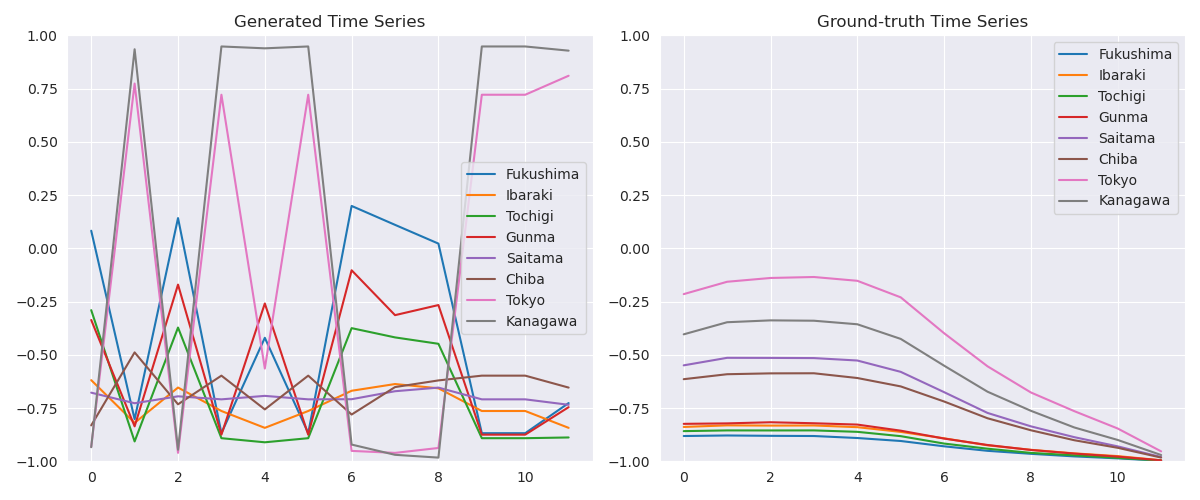 Generated Time Series
1.00
0.75
0.50
0.25
0.00
−0.25
−0.50
−0.75
−1.00
0 2 4 6 8 10
Fukushima
Ibaraki
Tochigi
Gunma
Saitama
Chiba
Tokyo
Kanagawa
Ground-truth Time Series
1.00
0.75
0.50
0.25
0.00
−0.25
−0.50
−0.75
−1.00
0 2 4 6 8 10
Fukushima
Ibaraki
Tochigi
Gunma
Saitama
Chiba
Tokyo
Kanagawa